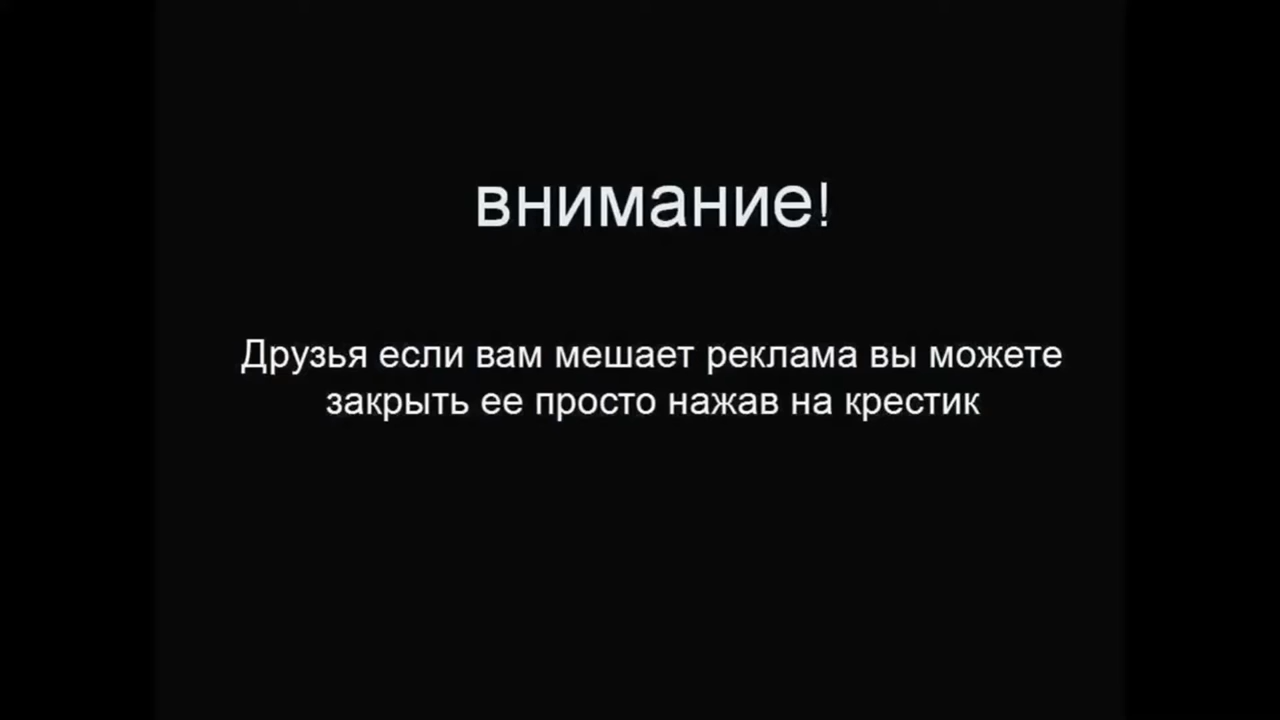 внимание!
Друзья если вам мешает реклама вы можете
закрыть ее просто нажав на крестик